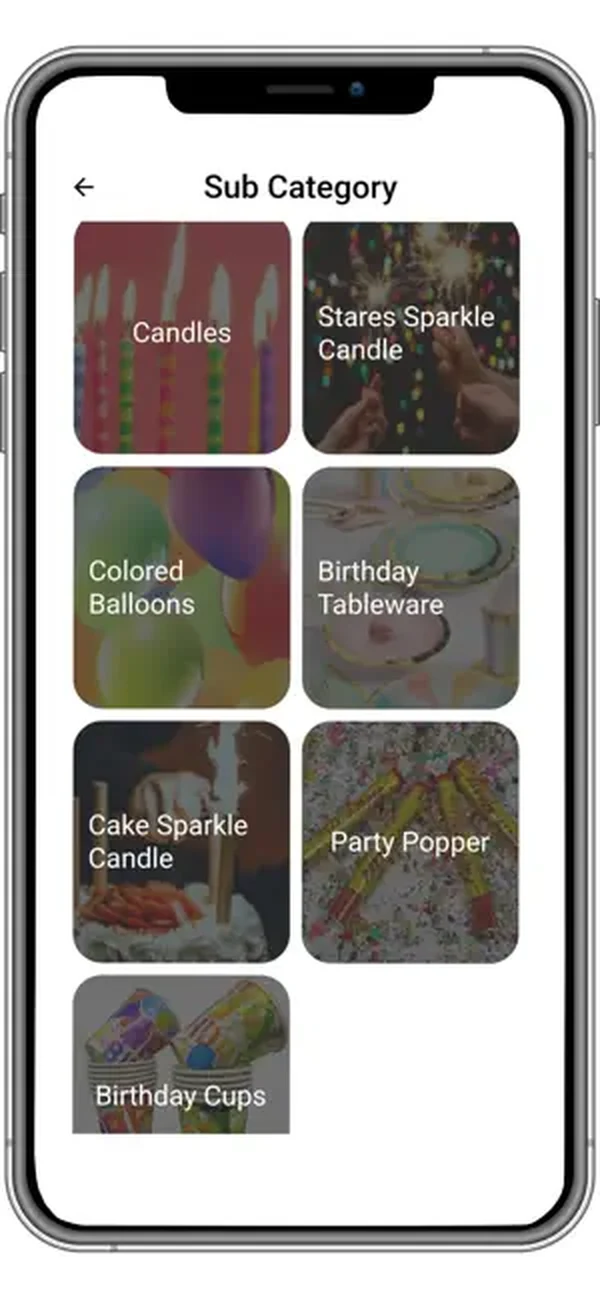 Sub Category
Candles
Stares Sparkle
Candle
Colored
Balloons
Birthday
Tableware
Cake Sparkle
Candle
Party Popper
Birthday Cups